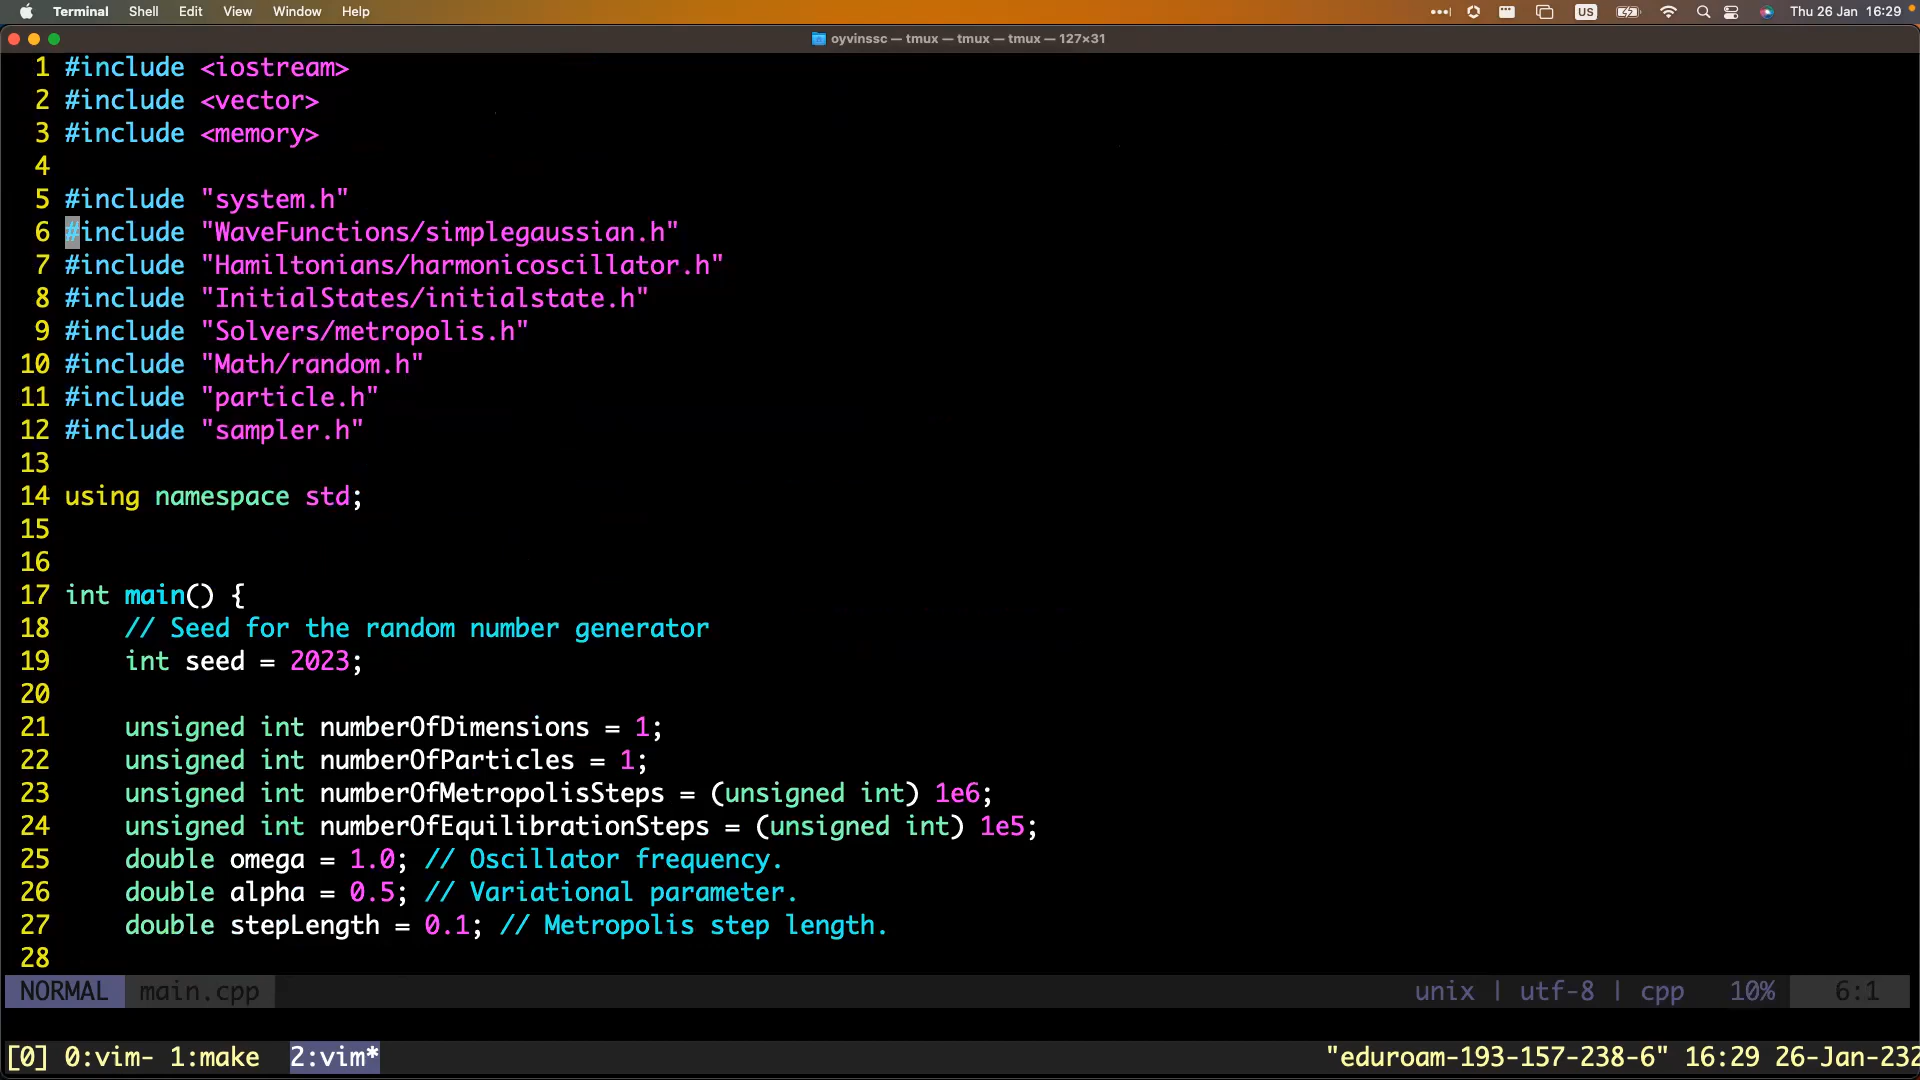 Terminal Shell Edit View Window Help US Thu 26 Jan 16:29
oyvinssc — tmux — tmux — tmux — 127×31
1 #include <iostream>
2 #include <vector>
3 #include <memory>
4
5 #include "system.h"
6 #include "WaveFunctions/simplegaussian.h"
7 #include "Hamiltonians/harmonicoscillator.h"
8 #include "InitialStates/initialstate.h"
9 #include "Solvers/metropolis.h"
10 #include "Math/random.h"
11 #include "particle.h"
12 #include "sampler.h"
13
14 using namespace std;
15
16
17 int main() {
18     // Seed for the random number generator
19     int seed = 2023;
20
21     unsigned int numberOfDimensions = 1;
22     unsigned int numberOfParticles = 1;
23     unsigned int numberOfMetropolisSteps = (unsigned int) 1e6;
24     unsigned int numberOfEquilibrationSteps = (unsigned int) 1e5;
25     double omega = 1.0; // Oscillator frequency.
26     double alpha = 0.5; // Variational parameter.
27     double stepLength = 0.1; // Metropolis step length.
28
NORMAL main.cpp unix | utf-8 | cpp 10% 6:1
[0] 0:vim- 1:make 2:vim* "eduroam-193-157-238-6" 16:29 26-Jan-232